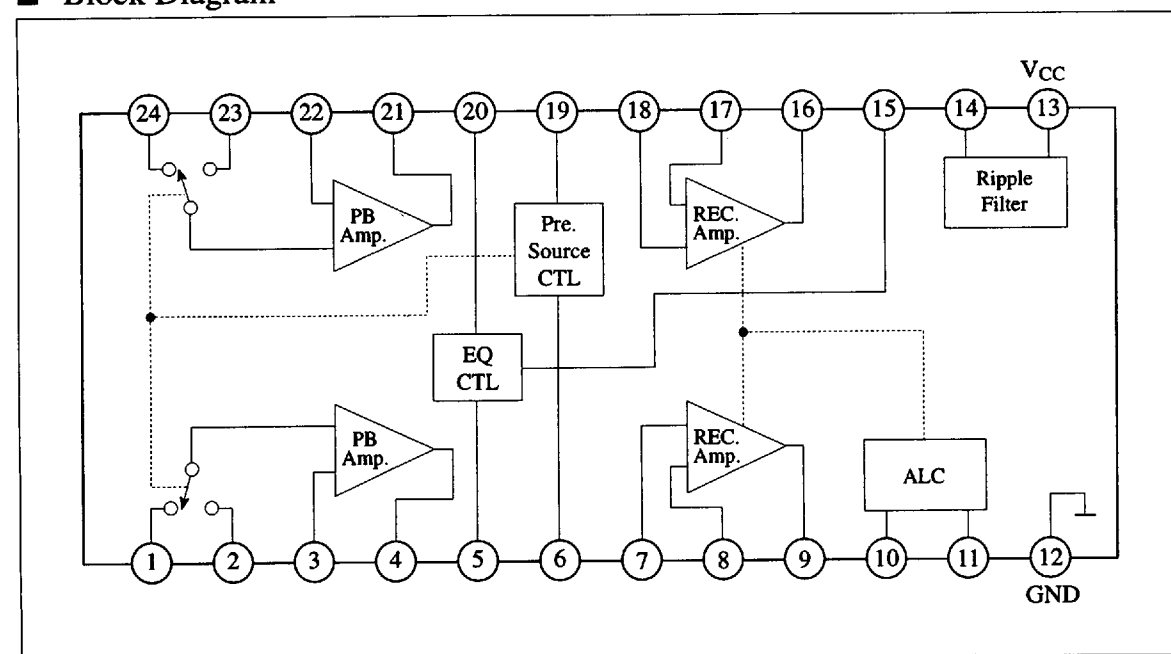 Block Diagram
VCC
24 23 22 21 20 19 18 17 16 15 14 13
Ripple
Filter
PB
Amp.
Pre.
Source
CTL
REC.
Amp.
EQ
CTL
PB
Amp.
REC.
Amp.
ALC
1 2 3 4 5 6 7 8 9 10 11 12
GND